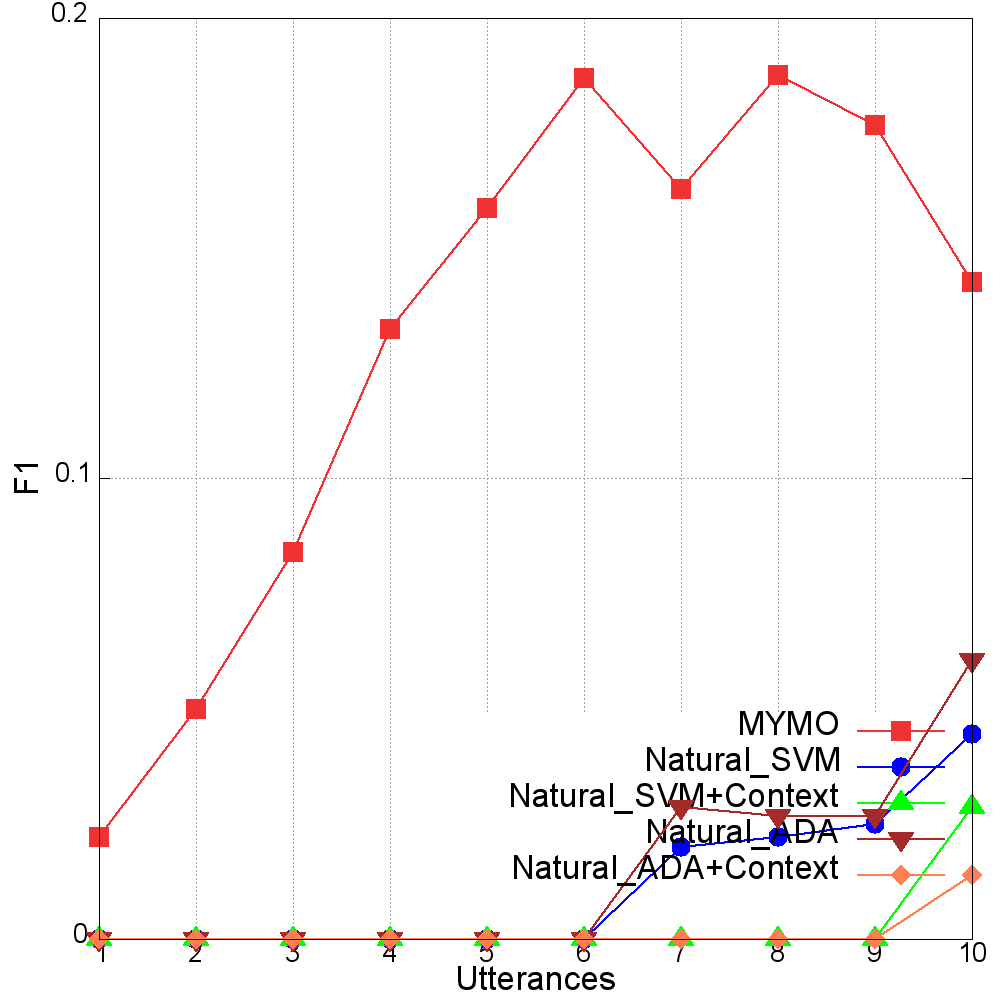 0.2
0.1
0
F1
MYMO
Natural_SVM
Natural_SVM+Context
Natural_ADA
Natural_ADA+Context
1 2 3 4 5 6 7 8 9 10
Utterances